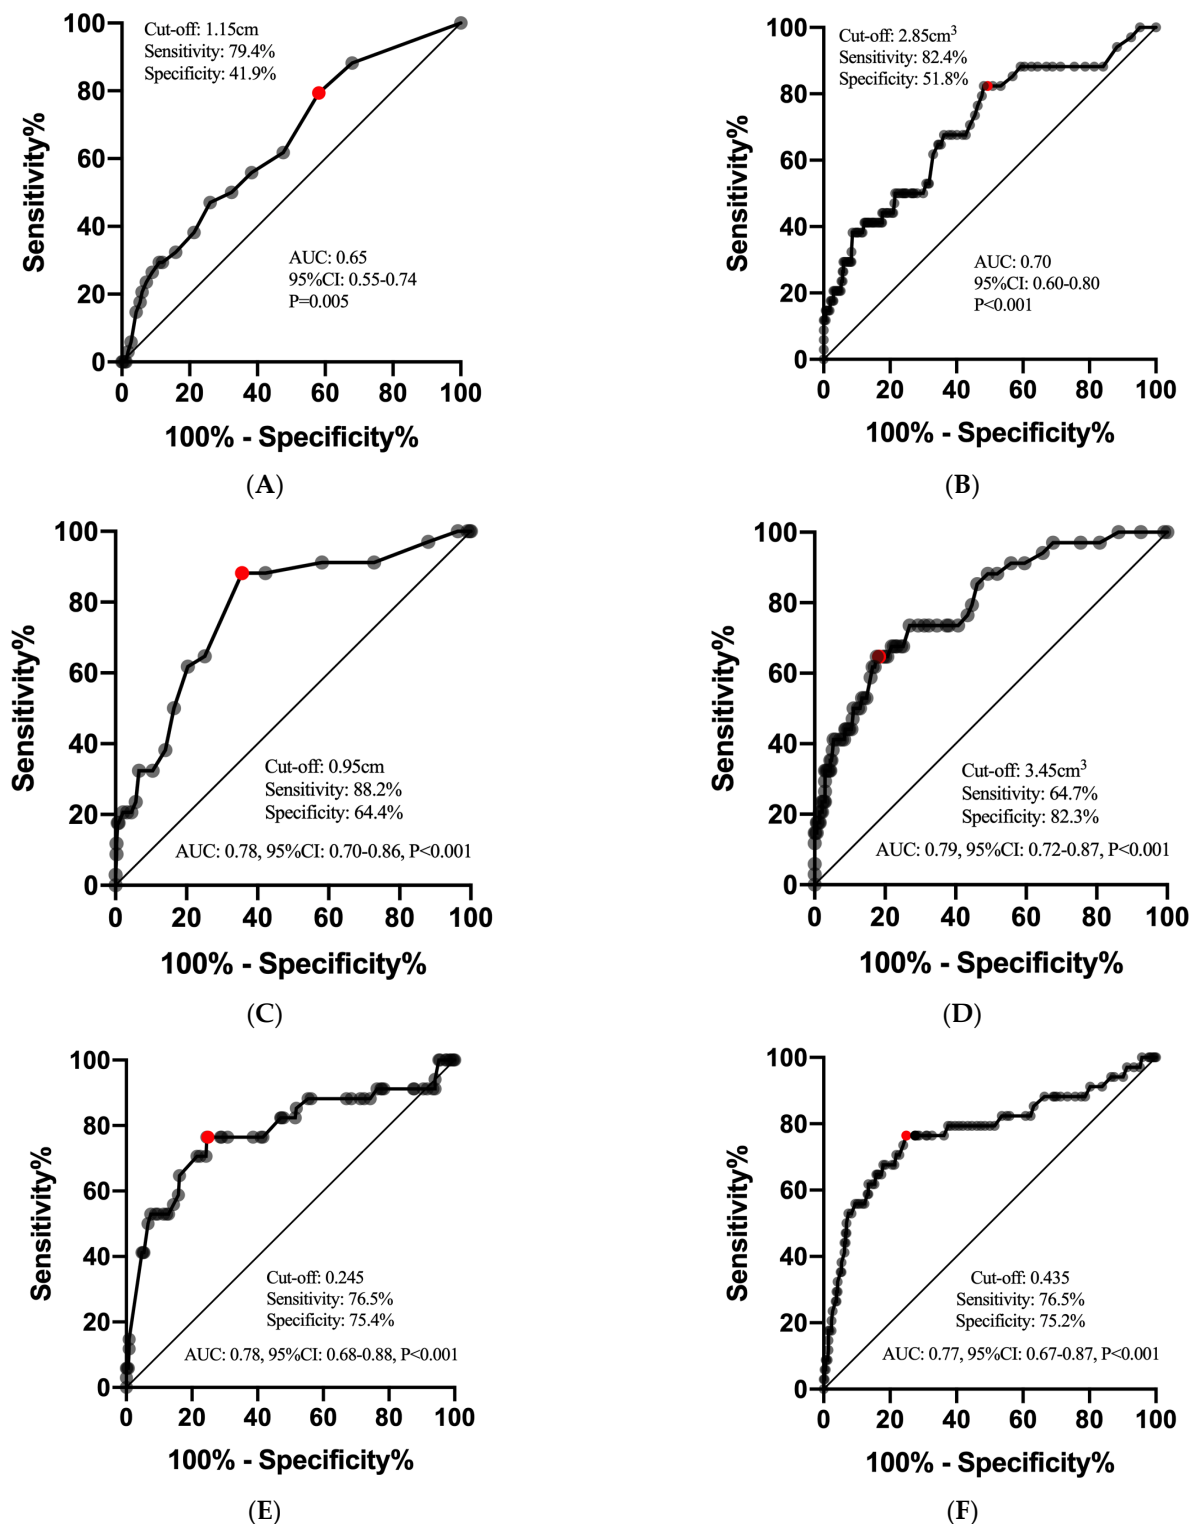 Cut-off: 1.15cm
Sensitivity: 79.4%
Specificity: 41.9%
100
80
60
40
20
0
Sensitivity%
AUC: 0.65
95%CI: 0.55-0.74
P=0.005
0 20 40 60 80 100
100% - Specificity%
(A)
Cut-off: 2.85cm³
Sensitivity: 82.4%
Specificity: 51.8%
100
80
60
40
20
0
Sensitivity%
AUC: 0.70
95%CI: 0.60-0.80
P<0.001
0 20 40 60 80 100
100% - Specificity%
(B)
100
80
60
40
20
0
Sensitivity%
Cut-off: 0.95cm
Sensitivity: 88.2%
Specificity: 64.4%
AUC: 0.78, 95%CI: 0.70-0.86, P<0.001
0 20 40 60 80 100
100% - Specificity%
(C)
100
80
60
40
20
0
Sensitivity%
Cut-off: 3.45cm³
Sensitivity: 64.7%
Specificity: 82.3%
AUC: 0.79, 95%CI: 0.72-0.87, P<0.001
0 20 40 60 80 100
100% - Specificity%
(D)
100
80
60
40
20
0
Sensitivity%
Cut-off: 0.245
Sensitivity: 76.5%
Specificity: 75.4%
AUC: 0.78, 95%CI: 0.68-0.88, P<0.001
0 20 40 60 80 100
100% - Specificity%
(E)
100
80
60
40
20
0
Sensitivity%
Cut-off: 0.435
Sensitivity: 76.5%
Specificity: 75.2%
AUC: 0.77, 95%CI: 0.67-0.87, P<0.001
0 20 40 60 80 100
100% - Specificity%
(F)